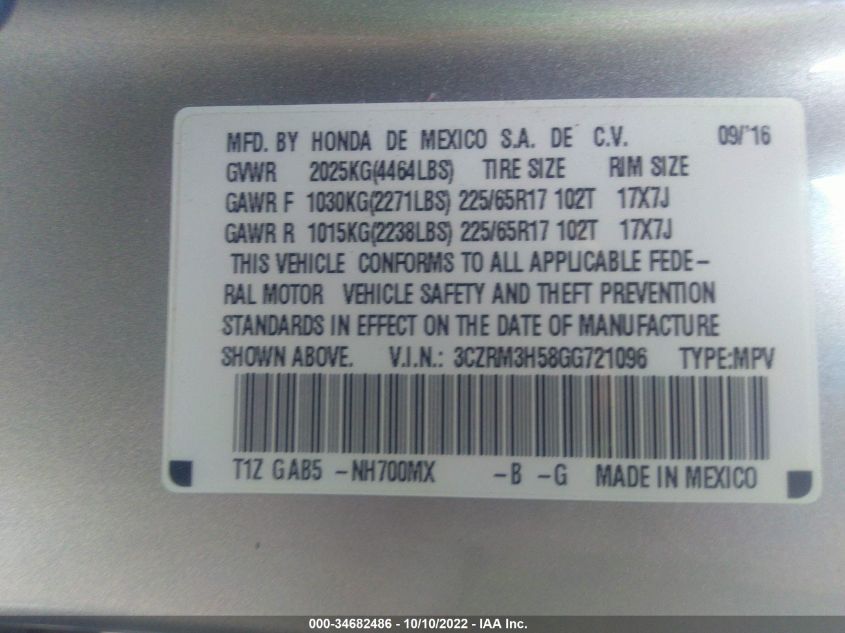 MFD. BY HONDA DE MEXICO S.A. DE C.V. 09/'16
GVWR 2025KG(4464LBS) TIRE SIZE RIM SIZE
GAWR F 1030KG(2271LBS) 225/65R17 102T 17X7J
GAWR R 1015KG(2238LBS) 225/65R17 102T 17X7J
THIS VEHICLE CONFORMS TO ALL APPLICABLE FEDE-
RAL MOTOR VEHICLE SAFETY AND THEFT PREVENTION
STANDARDS IN EFFECT ON THE DATE OF MANUFACTURE
SHOWN ABOVE. V.I.N.: 3CZRM3H58GG721096 TYPE:MPV
T1Z GAB5 -NH700MX -B -G MADE IN MEXICO
000-34682486 - 10/10/2022 - IAA Inc.